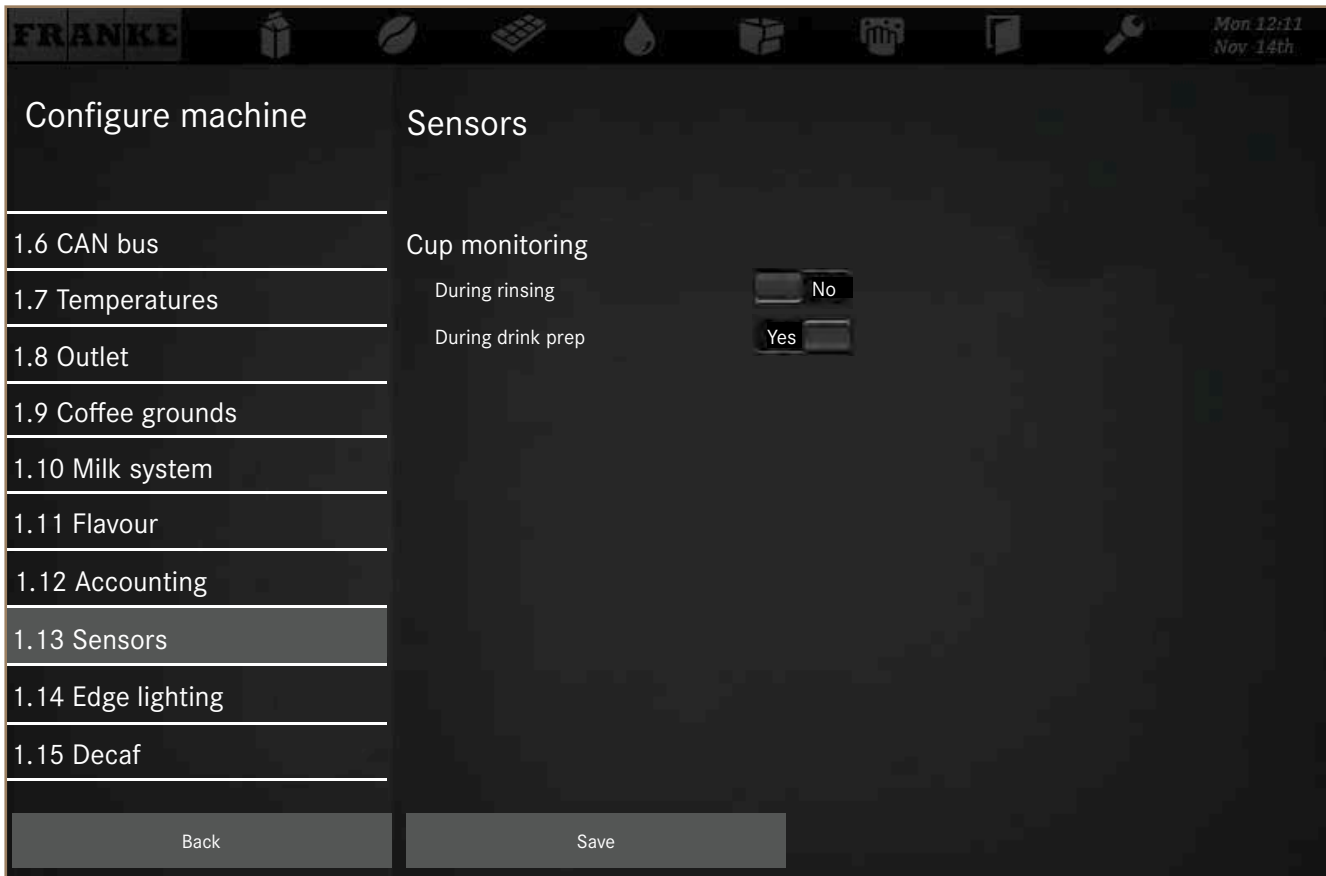 FRANKE
Mon 12:11
Nov 14th
Configure machine
1.6 CAN bus
1.7 Temperatures
1.8 Outlet
1.9 Coffee grounds
1.10 Milk system
1.11 Flavour
1.12 Accounting
1.13 Sensors
1.14 Edge lighting
1.15 Decaf
Back
Sensors
Cup monitoring
During rinsing No
During drink prep Yes
Save